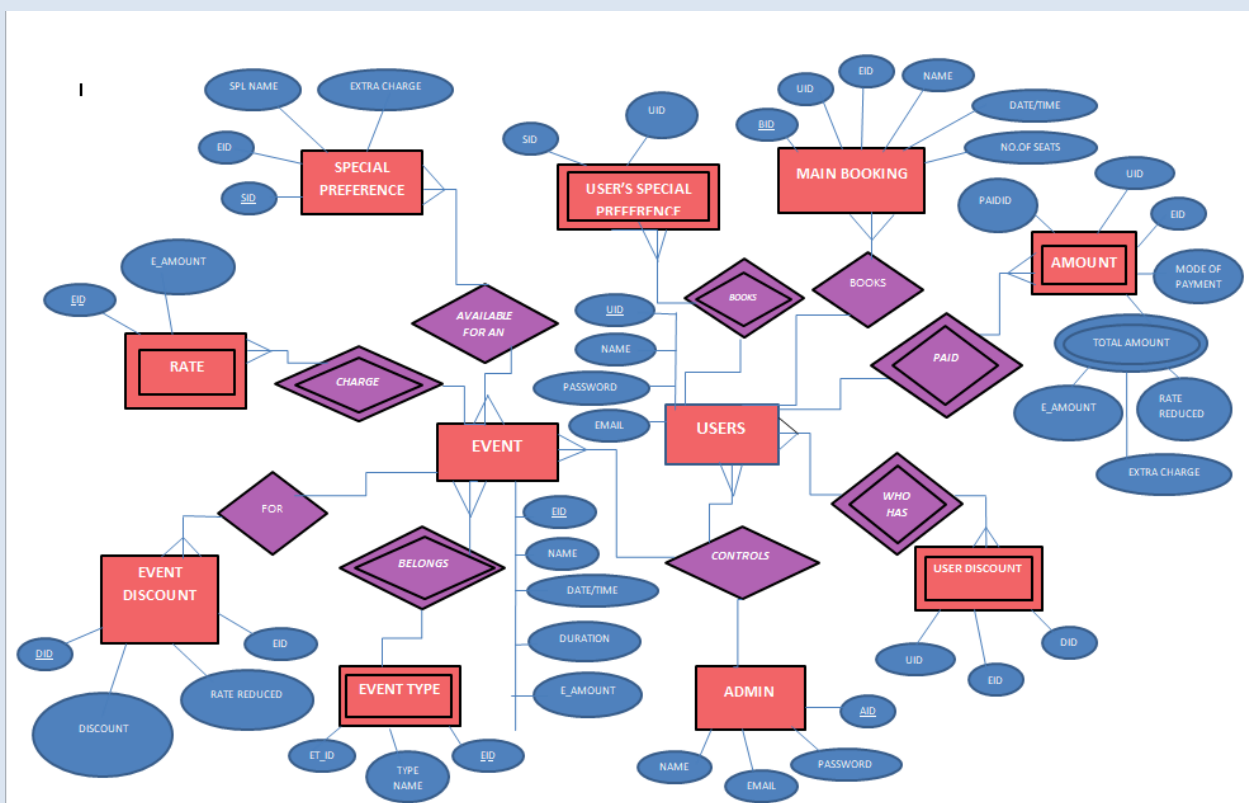 I
SPL NAME
EXTRA CHARGE
EID
SID
SPECIAL
PREFERENCE
SID
UID
USER'S SPECIAL
PREFERENCE
BID
UID
EID
NAME
DATE/TIME
NO.OF SEATS
MAIN BOOKING
PAIDID
UID
EID
MODE OF
PAYMENT
AMOUNT
TOTAL AMOUNT
E_AMOUNT
RATE
REDUCED
EXTRA CHARGE
E_AMOUNT
EID
RATE
CHARGE
AVAILABLE
FOR AN
BOOKS
BOOKS
PAID
UID
NAME
PASSWORD
EMAIL
EVENT
USERS
FOR
BELONGS
CONTROLS
WHO
HAS
EID
NAME
DATE/TIME
DURATION
E_AMOUNT
EVENT
DISCOUNT
DID
DISCOUNT
RATE REDUCED
EID
EVENT TYPE
ET_ID
TYPE
NAME
EID
ADMIN
AID
NAME
EMAIL
PASSWORD
USER DISCOUNT
UID
EID
DID